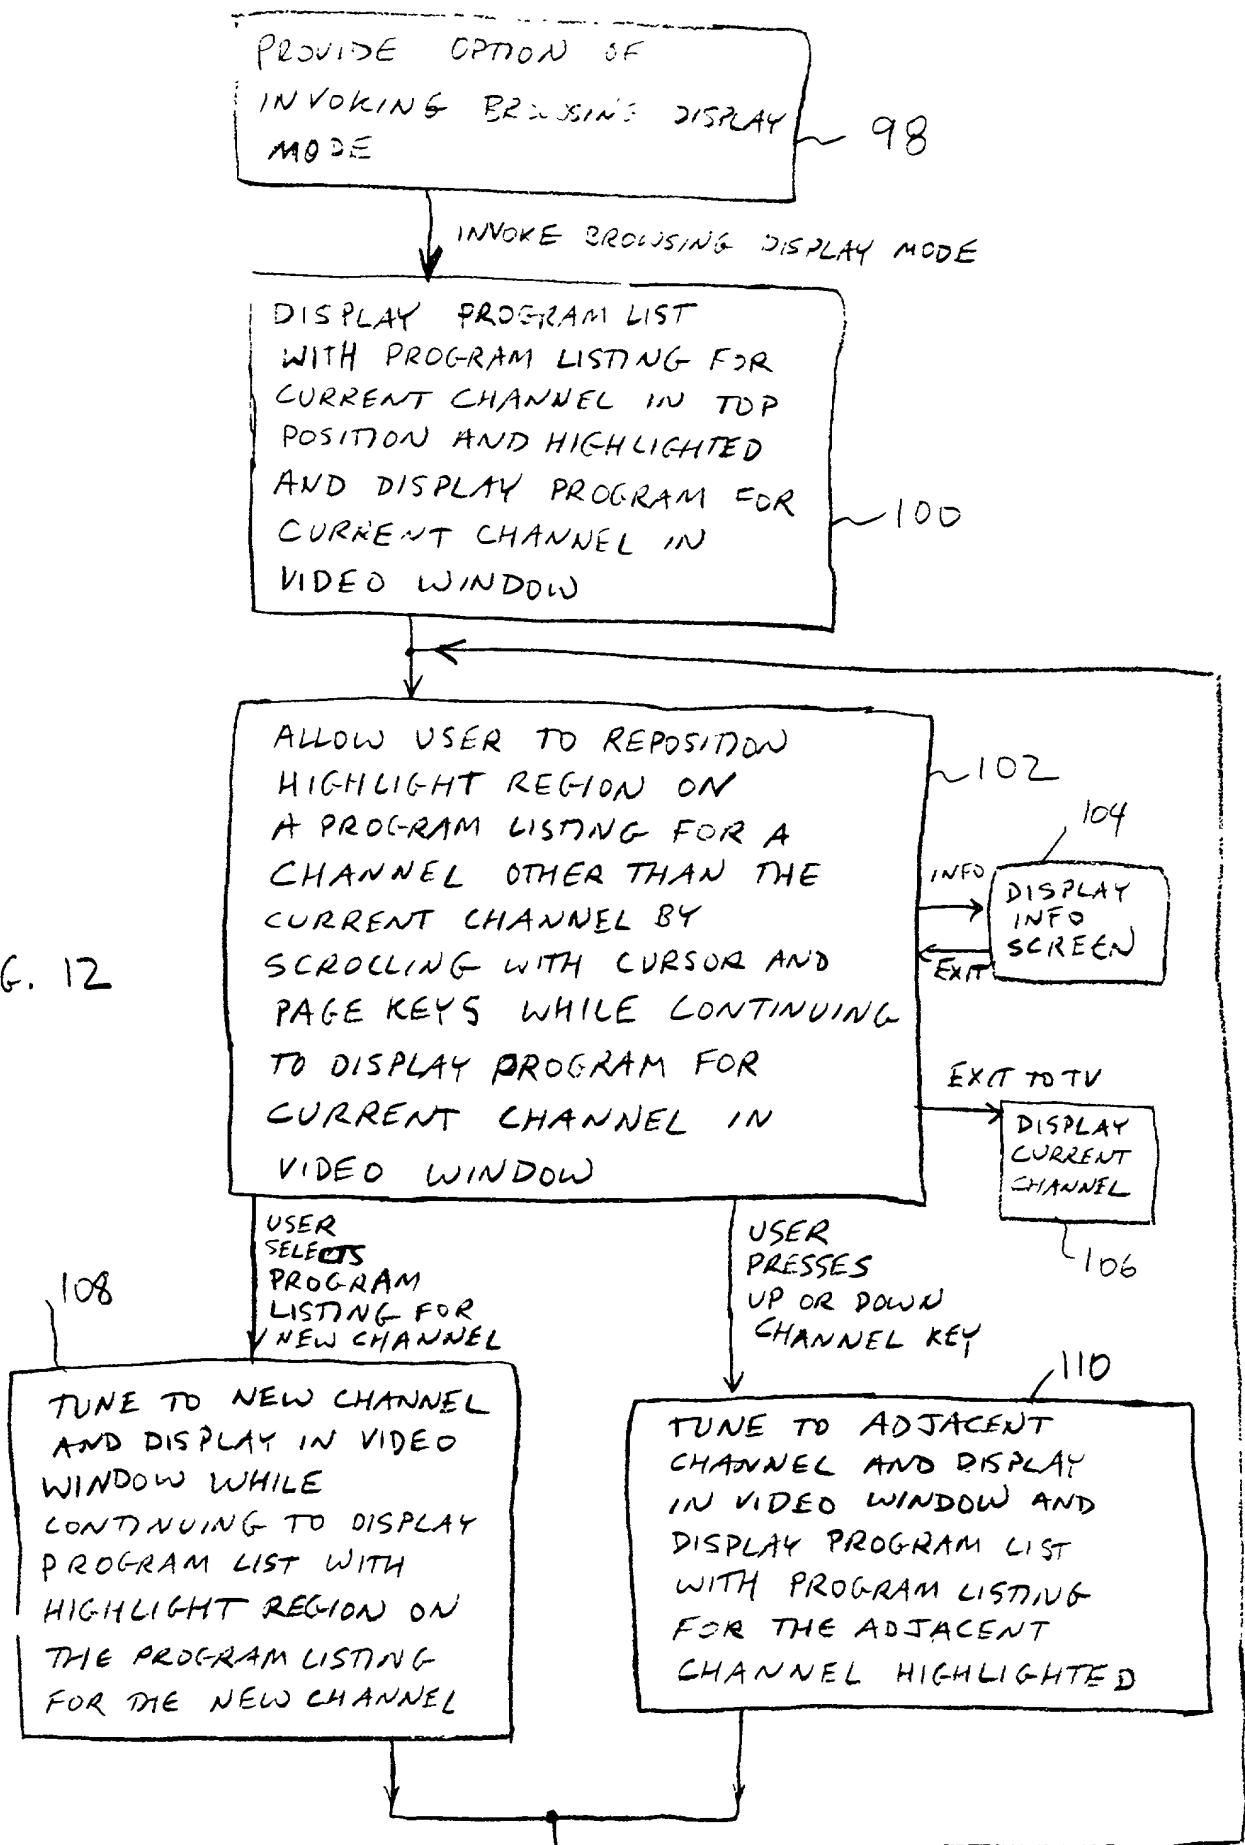 PROVIDE OPTION OF
INVOKING BROWSING DISPLAY
MODE
98
INVOKE BROWSING DISPLAY MODE
DISPLAY PROGRAM LIST
WITH PROGRAM LISTING FOR
CURRENT CHANNEL IN TOP
POSITION AND HIGHLIGHTED
AND DISPLAY PROGRAM FOR
CURRENT CHANNEL IN
VIDEO WINDOW
100
ALLOW USER TO REPOSITION
HIGHLIGHT REGION ON
A PROGRAM LISTING FOR A
CHANNEL OTHER THAN THE
CURRENT CHANNEL BY
SCROLLING WITH CURSOR AND
PAGE KEYS WHILE CONTINUING
TO DISPLAY PROGRAM FOR
CURRENT CHANNEL IN
VIDEO WINDOW
102
104
INFO
DISPLAY
INFO
SCREEN
EXIT
G. 12
EXIT TO TV
DISPLAY
CURRENT
CHANNEL
106
USER
SELECTS
PROGRAM
LISTING FOR
NEW CHANNEL
USER
PRESSES
UP OR DOWN
CHANNEL KEY
108
TUNE TO NEW CHANNEL
AND DISPLAY IN VIDEO
WINDOW WHILE
CONTINUING TO DISPLAY
PROGRAM LIST WITH
HIGHLIGHT REGION ON
THE PROGRAM LISTING
FOR THE NEW CHANNEL
110
TUNE TO ADJACENT
CHANNEL AND DISPLAY
IN VIDEO WINDOW AND
DISPLAY PROGRAM LIST
WITH PROGRAM LISTING
FOR THE ADJACENT
CHANNEL HIGHLIGHTED